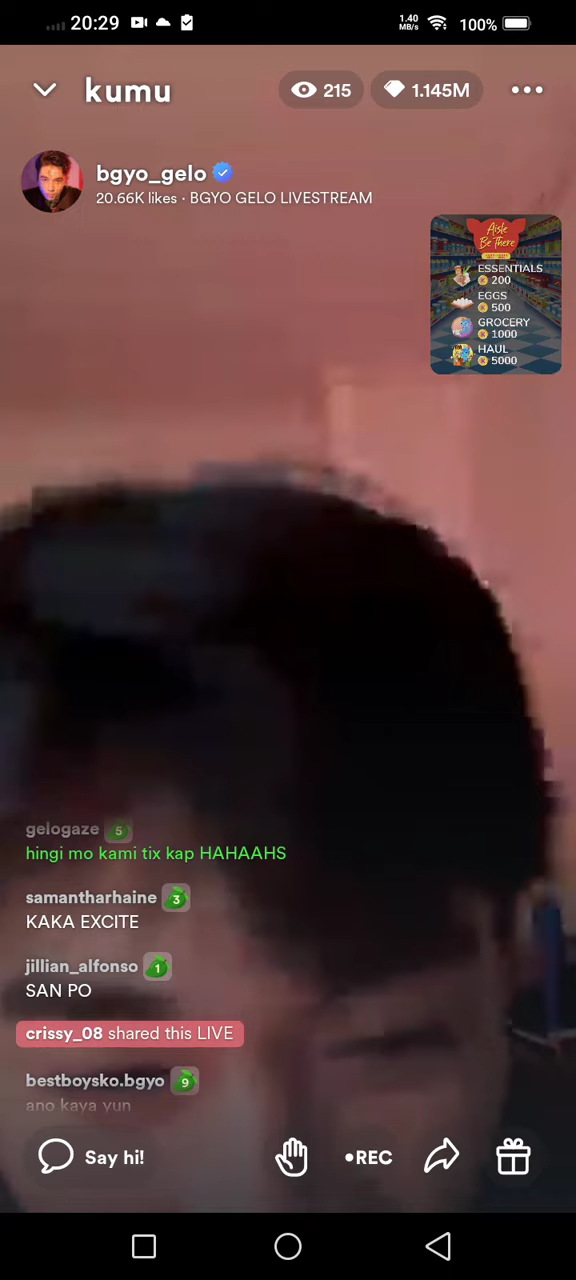 20:29
1.40
MB/s
100%
kumu
215
1.145M
bgyo_gelo
20.66K likes · BGYO GELO LIVESTREAM
Aisle
Be There
ESSENTIALS
200
EGGS
500
GROCERY
1000
HAUL
5000
gelogaze 5
hingi mo kami tix kap HAHAAHS
samantharhaine 3
KAKA EXCITE
jillian_alfonso 1
SAN PO
crissy_08 shared this LIVE
bestboysko.bgyo 9
ano kaya yun
Say hi!
•REC